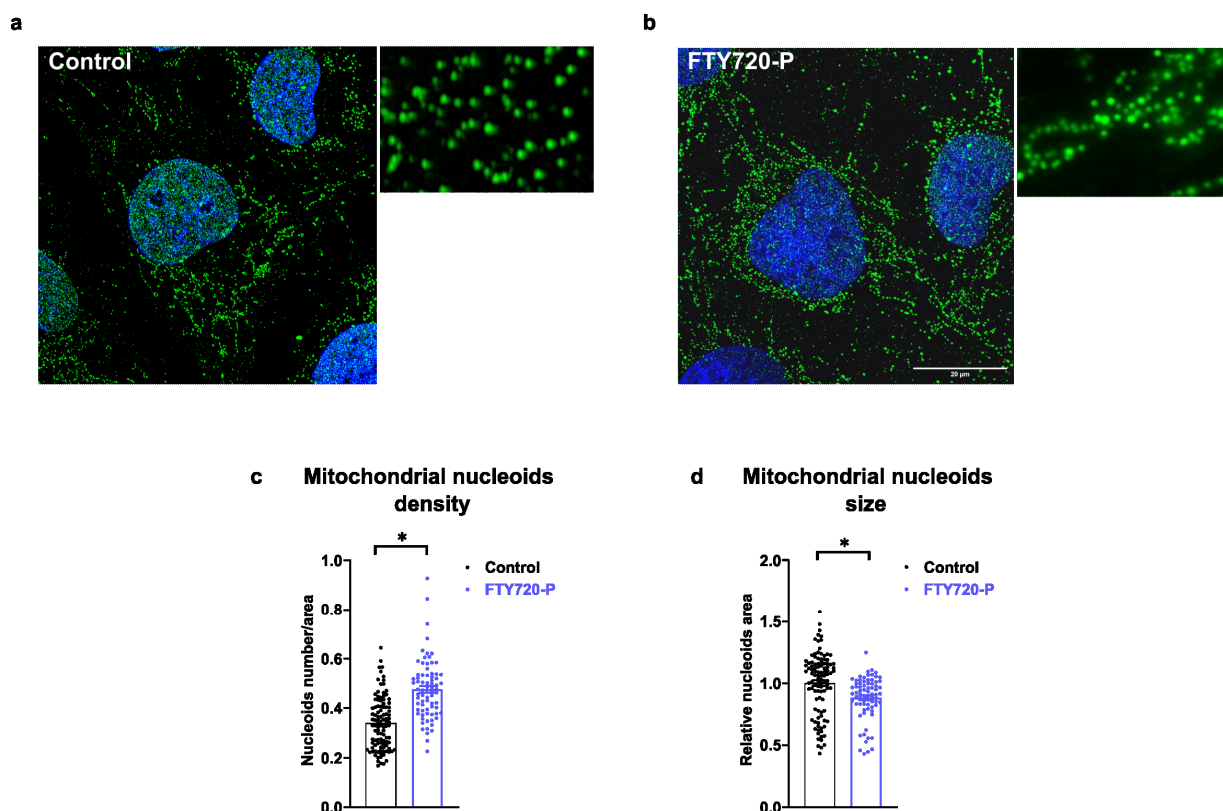 a
b
Control
FTY720-P
20 µm
c Mitochondrial nucleoids
density
d Mitochondrial nucleoids
size
*
*
Nucleoids number/area
1.0
0.8
0.6
0.4
0.2
0.0
Control
FTY720-P
Relative nucleoids area
2.0
1.5
1.0
0.5
0.0
Control
FTY720-P